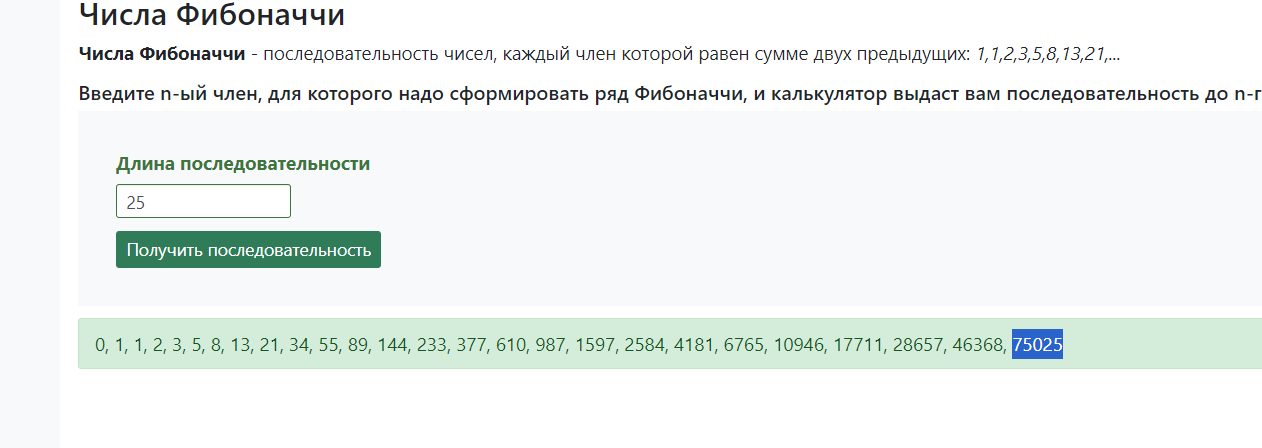 Числа Фибоначчи
Числа Фибоначчи - последовательность чисел, каждый член которой равен сумме двух предыдущих: 1,1,2,3,5,8,13,21,...
Введите n-ый член, для которого надо сформировать ряд Фибоначчи, и калькулятор выдаст вам последовательность до n-г
Длина последовательности
25
Получить последовательность
0, 1, 1, 2, 3, 5, 8, 13, 21, 34, 55, 89, 144, 233, 377, 610, 987, 1597, 2584, 4181, 6765, 10946, 17711, 28657, 46368, 75025